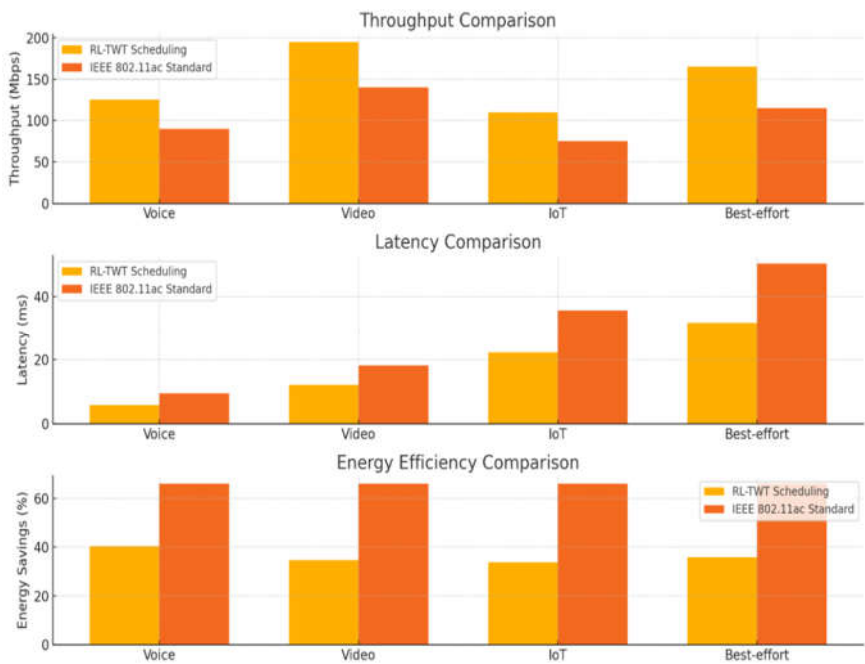 Throughput Comparison
Throughput (Mbps)
200
150
100
50
0
RL-TWT Scheduling
IEEE 802.11ac Standard
Voice
Video
IoT
Best-effort
Latency Comparison
Latency (ms)
40
20
0
RL-TWT Scheduling
IEEE 802.11ac Standard
Voice
Video
IoT
Best-effort
Energy Efficiency Comparison
Energy Savings (%)
60
40
20
0
RL-TWT Scheduling
IEEE 802.11ac Standard
Voice
Video
IoT
Best-effort